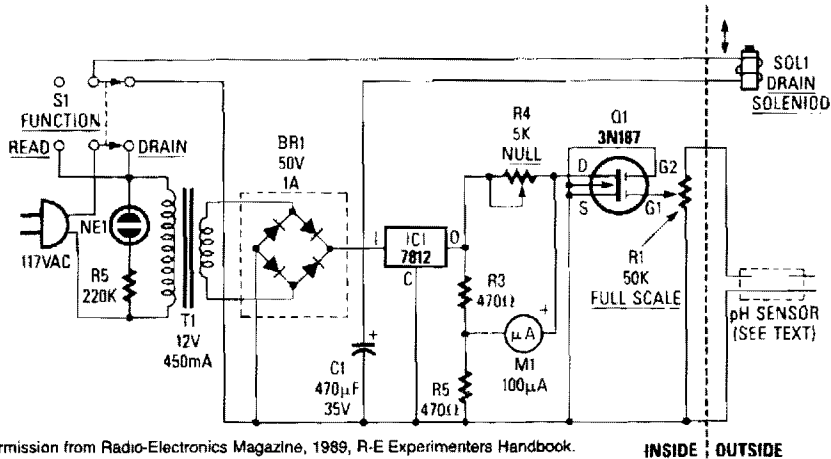 S1
FUNCTION
READ
DRAIN
117VAC
NE1
R5
220K
T1
12V
450mA
BR1
50V
1A
C1
470µF
35V
+
I
IC1
7812
O
C
R3
470Ω
R5
470Ω
R4
5K
NULL
µA
+
M1
100µA
Q1
3N187
D
S
G2
G1
R1
50K
FULL SCALE
SOL1
DRAIN
SOLENIOD
pH SENSOR
(SEE TEXT)
INSIDE
OUTSIDE
rmission from Radio-Electronics Magazine, 1989, R-E Experimenters Handbook.